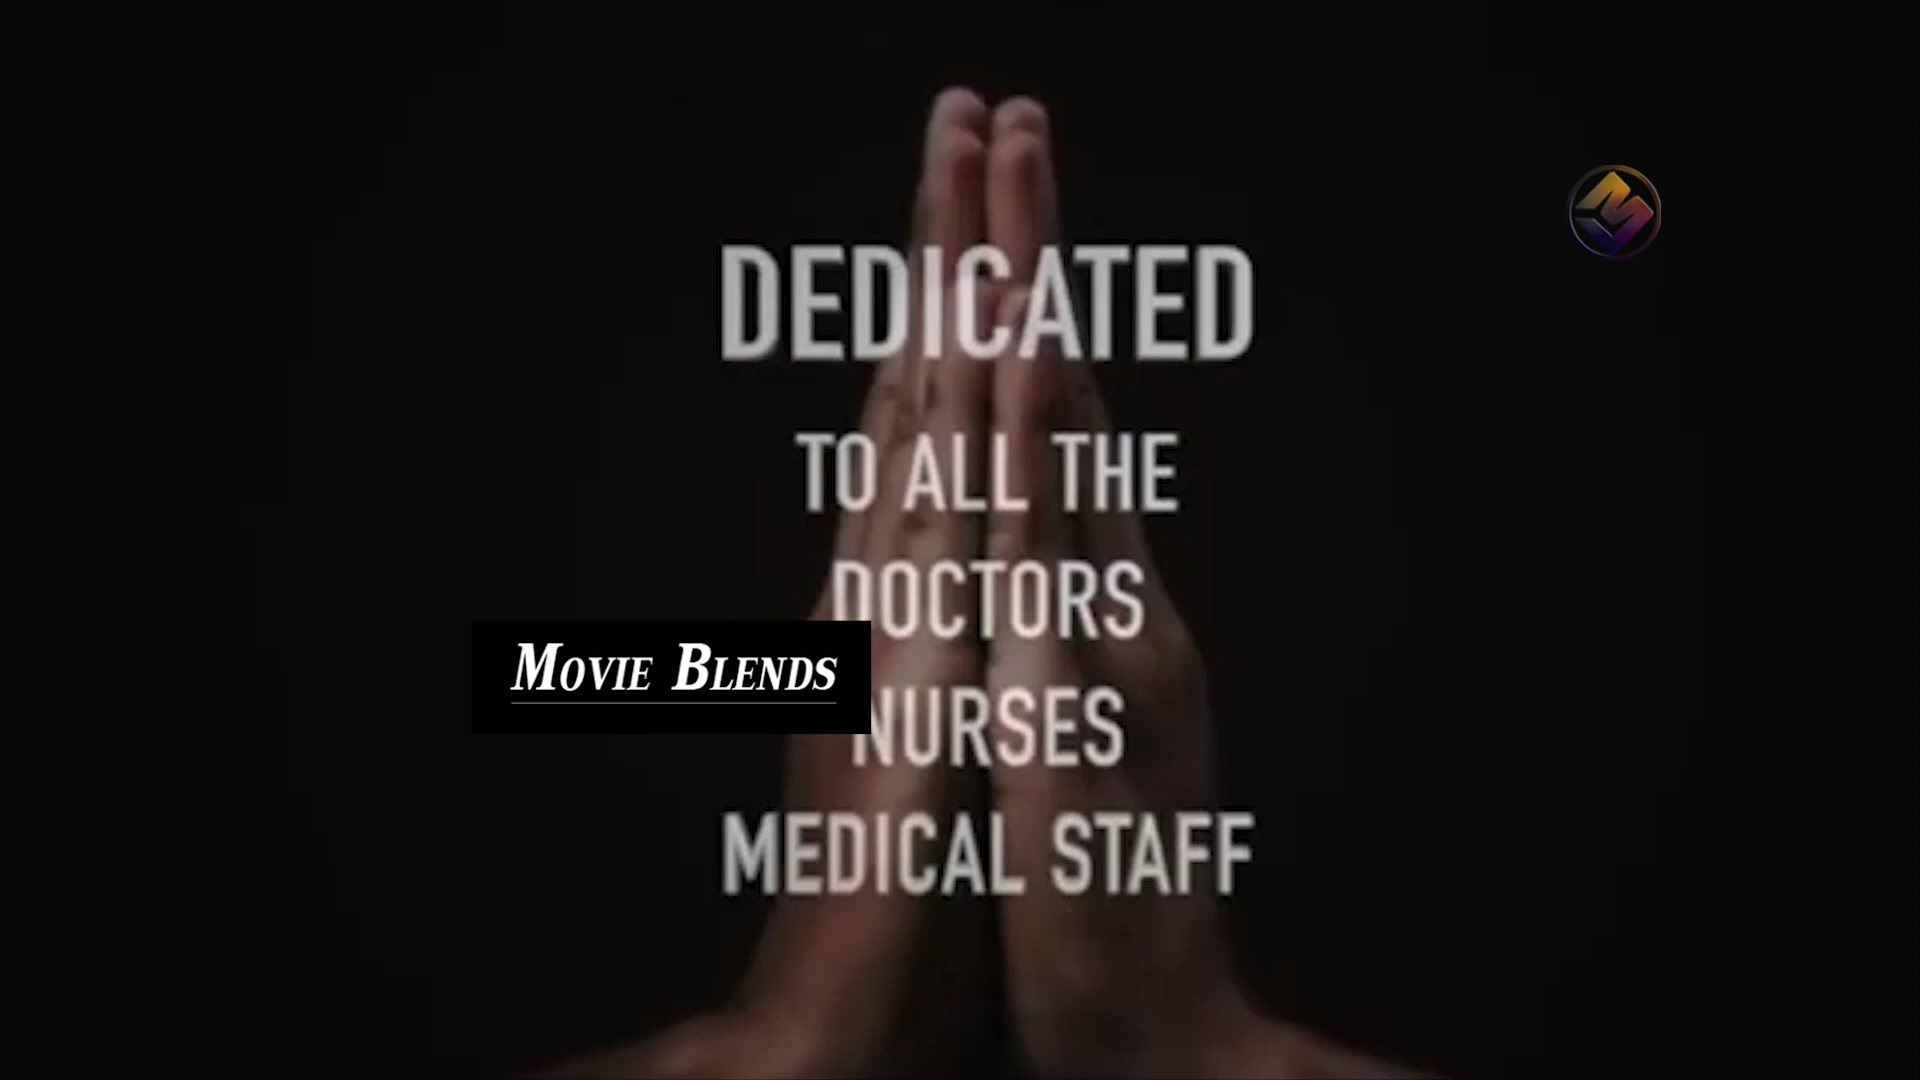 DEDICATED
TO ALL THE
DOCTORS
MOVIE BLENDS
NURSES
MEDICAL STAFF